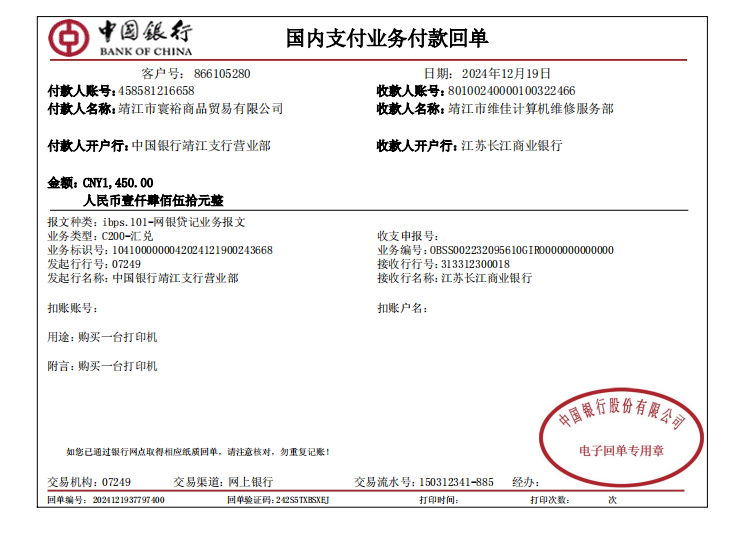 中国银行
BANK OF CHINA
国内支付业务付款回单
客户号：866105280 日期：2024年12月19日
付款人账号：458581216658 收款人账号：80100240000100322466
付款人名称：靖江市寰裕商品贸易有限公司 收款人名称：靖江市维佳计算机维修服务部
付款人开户行：中国银行靖江支行营业部 收款人开户行：江苏长江商业银行
金额：CNY1,450.00
人民币壹仟肆佰伍拾元整
报文种类：ibps.101-网银贷记业务报文
业务类型：C200-汇兑 收支申报号：
业务标识号：1041000000042024121900243668 业务编号：OBSS002232095610GIRO000000000000
发起行行号：07249 接收行行号：313312300018
发起行名称：中国银行靖江支行营业部 接收行名称：江苏长江商业银行
扣账账号： 扣账户名：
用途：购买一台打印机
附言：购买一台打印机
中国银行股份有限公司
电子回单专用章
如您已通过银行网点取得相应纸质回单，请注意核对，勿重复记账！
交易机构：07249 交易渠道：网上银行 交易流水号：150312341-885 经办：
回单编号：2024121937797400 回单验证码：242S5TXBSXEJ 打印时间： 打印次数： 次